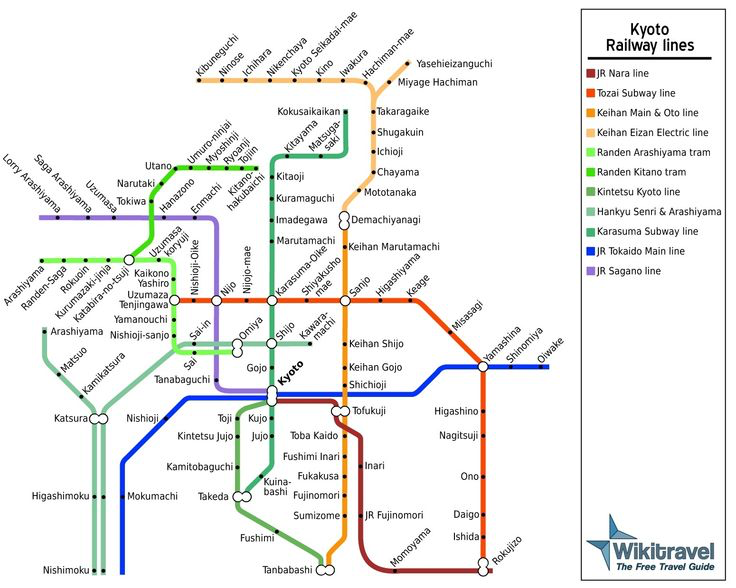 Kibuneguchi
Ninose
Ichihara
Nikenchaya
Kyoto Seikadai-mae
Kino
Iwakura
Hachiman-mae
Yasehieizanguchi
Miyage Hachiman
Kokusaikaikan
Takaragaike
Kitayama
Matsuga-
saki
Shugakuin
Ichijoji
Chayama
Mototanaka
Demachiyanagi
Keihan Marutamachi
Utano
Umuro-ninjai
Myoshinji
Ryoanji
Tojin
Kitano-
hakubaichi
Narutaki
Tokiwa
Kitaoji
Kuramaguchi
Imadegawa
Marutamachi
Lorry Arashiyama
Saga Arashiyama
Uzumasa
Hanazono
Enmachi
Arashiyama
Randen-Saga
Rokuoin
Kurumazaki-jinja
Katabira-no-tsuji
Uzumasa
koryuji
Kaikono
Yashiro
Uzumaza
Tenjingawa
Nishioji-Oike
Nijo
Nijojo-mae
Karasuma-Oike
Shiyakusho
mae
Sanjo
Higashiyama
Keage
Misasagi
Yamashina
Shinomiya
Oiwake
Yamanouchi
Nishioji-sanjo
Sai-in
Sai
Omiya
Shijo
Kawara-
machi
Keihan Shijo
Keihan Gojo
Shichioji
Gojo
Kyoto
Tanabaguchi
Arashiyama
Matsuo
Kamikatsura
Katsura
Nishioji
Toji
Kujo
Tofukuji
Kintetsu Jujo
Jujo
Toba Kaido
Higashino
Nagitsuji
Kamitobaguchi
Fushimi Inari
Inari
Fukakusa
Ono
Kuina-
bashi
Takeda
Fujinomori
Higashimoku
Mokumachi
Sumizome
JR Fujinomori
Daigo
Ishida
Fushimi
Nishimoku
Tanbabashi
Momoyama
Rokujizo
Kyoto
Railway lines
JR Nara line
Tozai Subway line
Keihan Main & Oto line
Keihan Eizan Electric line
Randen Arashiyama tram
Randen Kitano tram
Kintetsu Kyoto line
Hankyu Senri & Arashiyama
Karasuma Subway line
JR Tokaido Main line
JR Sagano line
Wikitravel
The Free Travel Guide